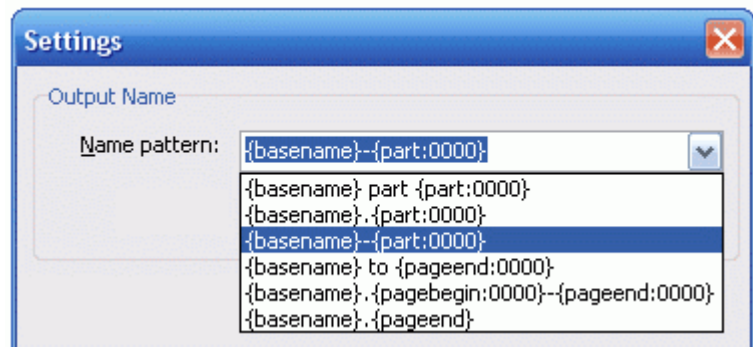 Settings
Output Name
Name pattern: {basename}-{part:0000}
{basename} part {part:0000}
{basename}.{part:0000}
{basename}-{part:0000}
{basename} to {pageend:0000}
{basename}.{pagebegin:0000}-{pageend:0000}
{basename}.{pageend}